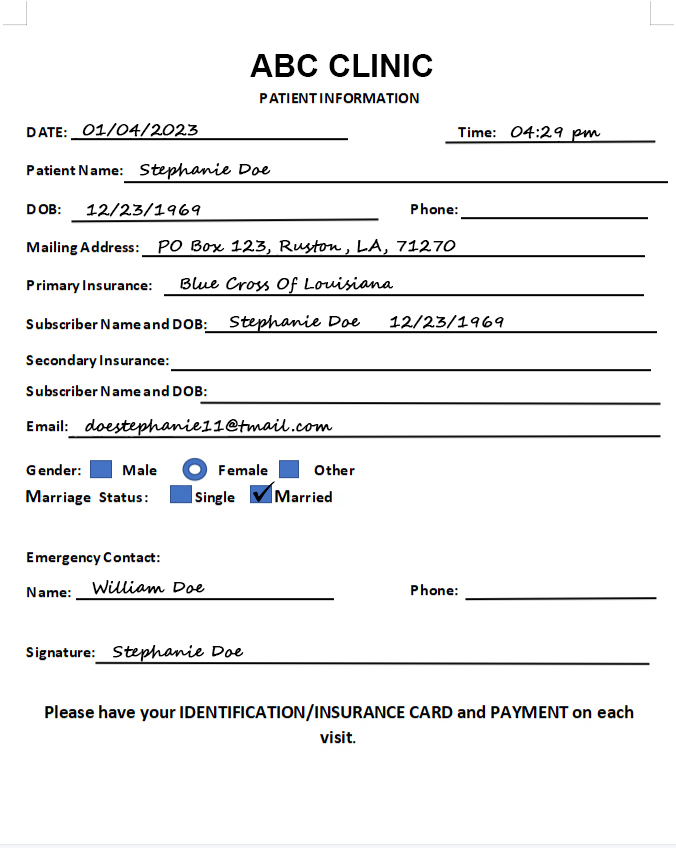 ABC CLINIC
PATIENT INFORMATION
DATE: 01/04/2023 Time: 04:29 pm
Patient Name: Stephanie Doe
DOB: 12/23/1969 Phone:
Mailing Address: PO Box 123, Ruston, LA, 71270
Primary Insurance: Blue Cross Of Louisiana
Subscriber Name and DOB: Stephanie Doe 12/23/1969
Secondary Insurance:
Subscriber Name and DOB:
Email: doestephanie11@tmail.com
Gender: Male Female Other
Marriage Status: Single Married
Emergency Contact:
Name: William Doe Phone:
Signature: Stephanie Doe
Please have your IDENTIFICATION/INSURANCE CARD and PAYMENT on each
visit.